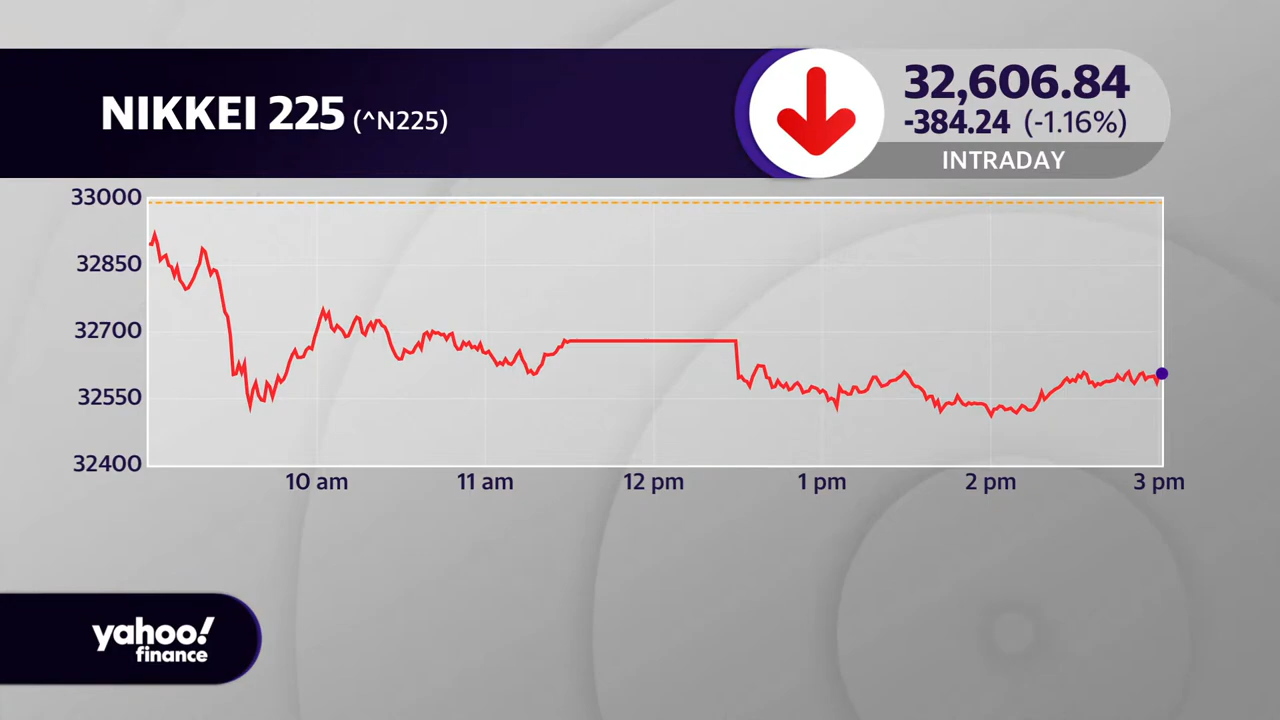 NIKKEI 225 (^N225)
32,606.84
-384.24 (-1.16%)
INTRADAY
33000
32850
32700
32550
32400
10 am 11 am 12 pm 1 pm 2 pm 3 pm
yahoo!
finance